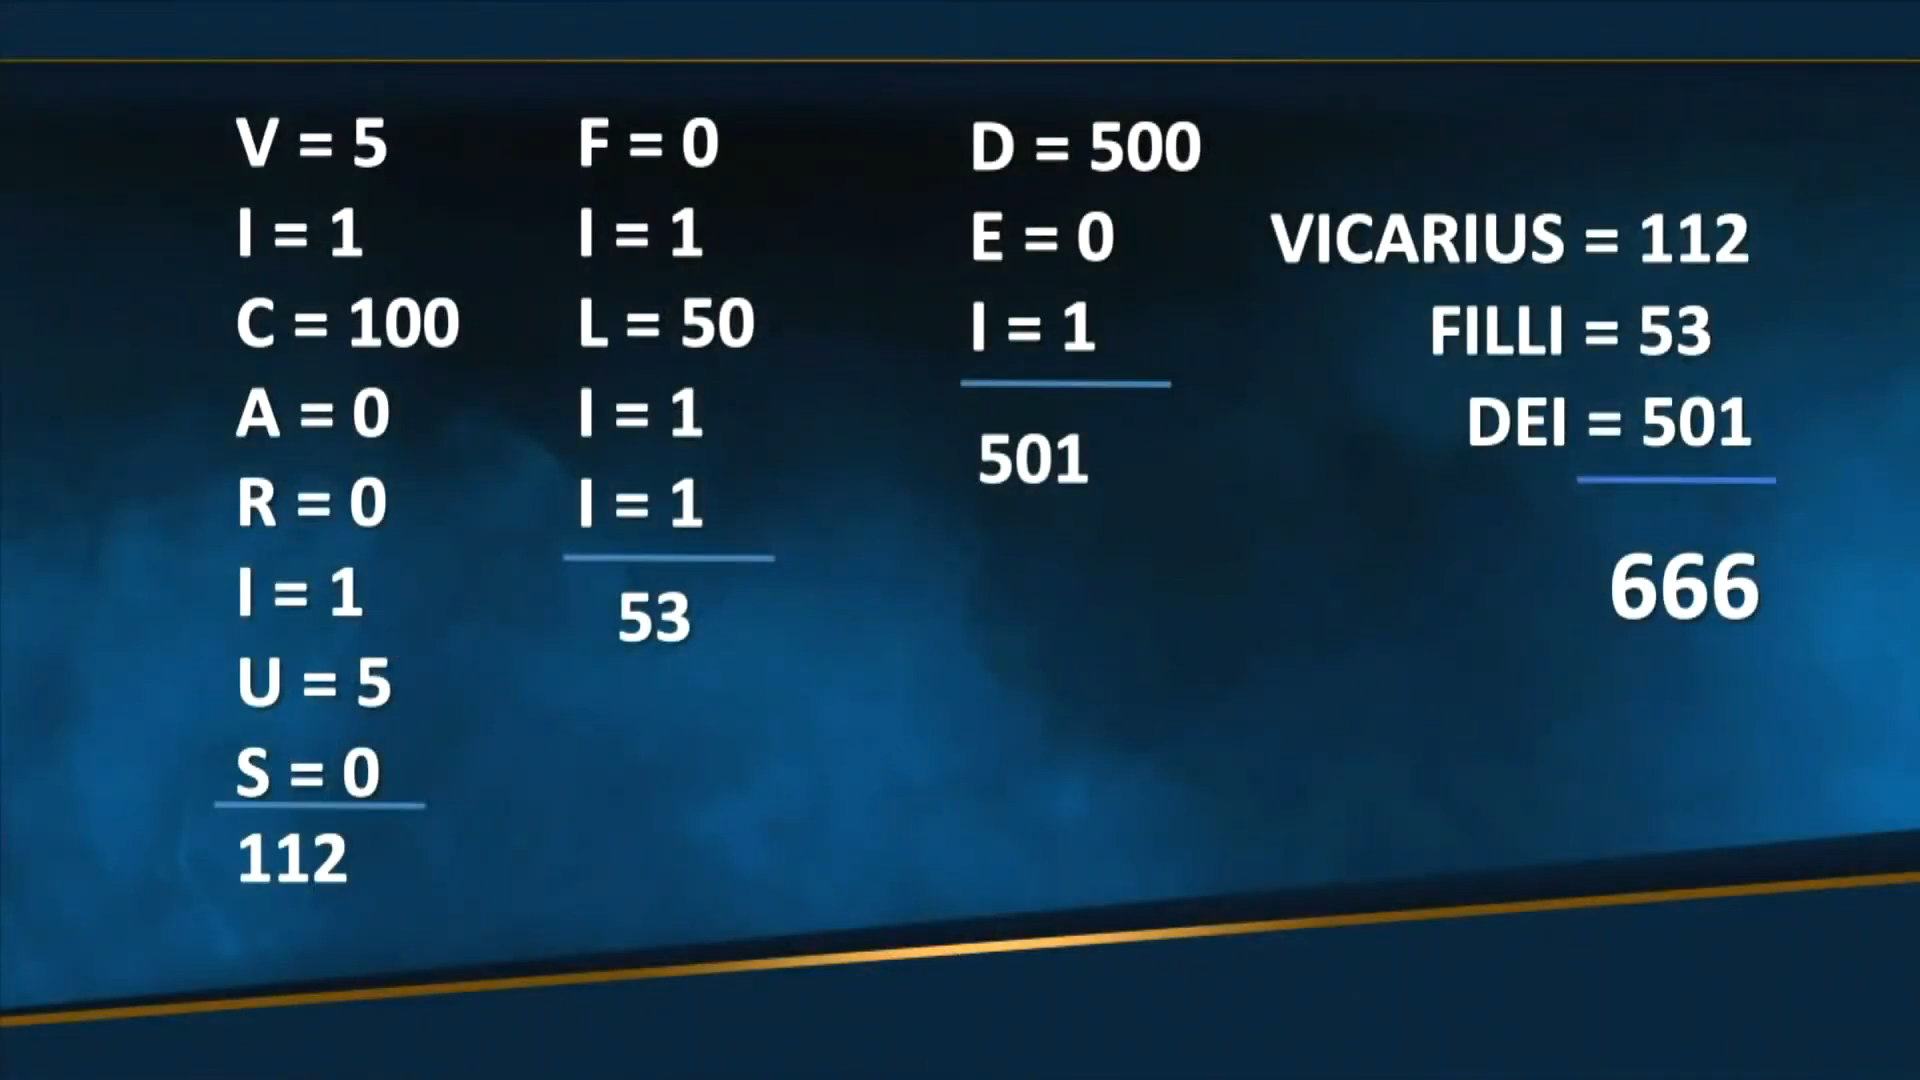 V = 5
I = 1
C = 100
A = 0
R = 0
I = 1
U = 5
S = 0
112
F = 0
I = 1
L = 50
I = 1
I = 1
53
D = 500
E = 0
I = 1
501
VICARIUS = 112
FILLI = 53
DEI = 501
666